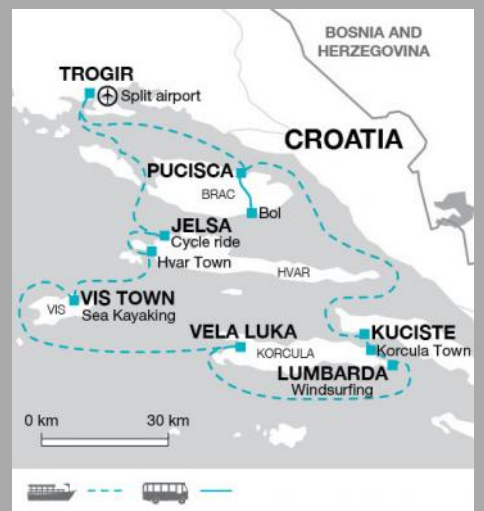 BOSNIA AND
HERZEGOVINA
TROGIR
Split airport
CROATIA
PUCISCA
BRAC
Bol
JELSA
Cycle ride
Hvar Town
HVAR
VIS TOWN
VIS
Sea Kayaking
VELA LUKA
KORCULA
KUCISTE
Korcula Town
LUMBARDA
Windsurfing
0 km
30 km